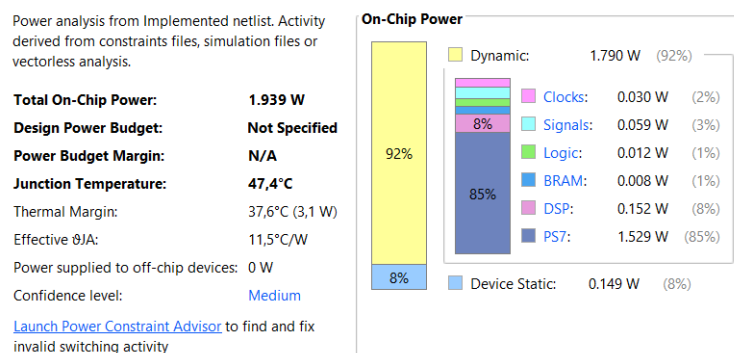 Power analysis from Implemented netlist. Activity
derived from constraints files, simulation files or
vectorless analysis.
Total On-Chip Power: 1.939 W
Design Power Budget: Not Specified
Power Budget Margin: N/A
Junction Temperature: 47,4°C
Thermal Margin: 37,6°C (3,1 W)
Effective ϑJA: 11,5°C/W
Power supplied to off-chip devices: 0 W
Confidence level: Medium
Launch Power Constraint Advisor to find and fix
invalid switching activity
On-Chip Power
92%
8%
8%
85%
Dynamic: 1.790 W (92%)
Clocks: 0.030 W (2%)
Signals: 0.059 W (3%)
Logic: 0.012 W (1%)
BRAM: 0.008 W (1%)
DSP: 0.152 W (8%)
PS7: 1.529 W (85%)
Device Static: 0.149 W (8%)